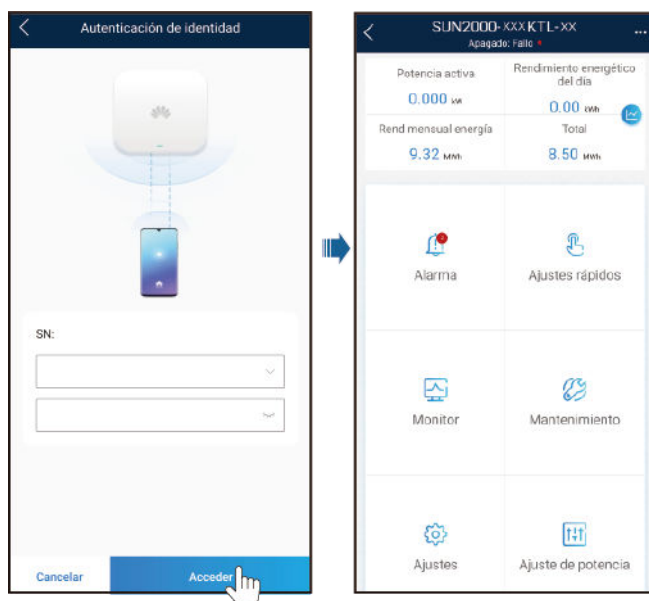 Autenticación de identidad
SN:
Cancelar
Acceder
SUN2000-XXXKTL-XX
...
Apagado: Fallo
Potencia activa
0.000 kW
Rendimiento energético
del día
0.00 kWh
Rend mensual energía
9.32 MWh
Total
8.50 MWh
Alarma
Ajustes rápidos
Monitor
Mantenimiento
Ajustes
Ajuste de potencia